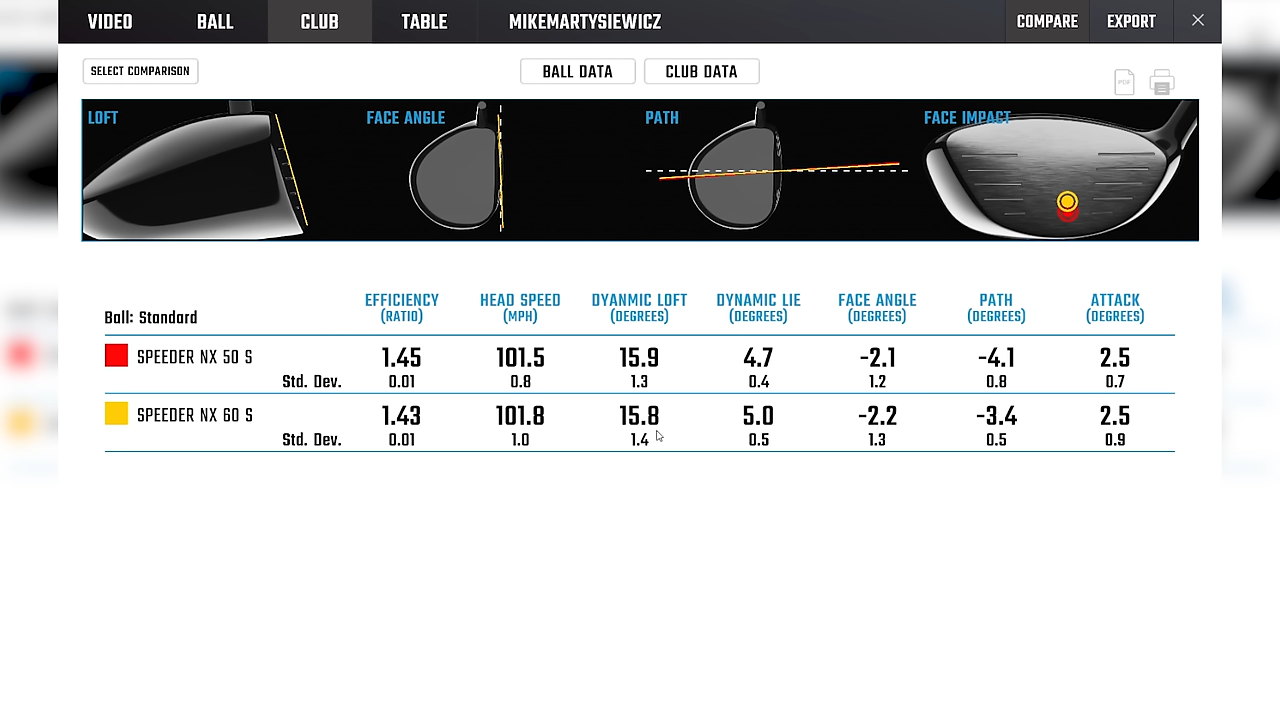 VIDEO BALL CLUB TABLE MIKEMARTYSIEWICZ COMPARE EXPORT
SELECT COMPARISON BALL DATA CLUB DATA
PDF
LOFT FACE ANGLE PATH FACE IMPACT
EFFICIENCY HEAD SPEED DYANMIC LOFT DYNAMIC LIE FACE ANGLE PATH ATTACK
Ball: Standard (RATIO) (MPH) (DEGREES) (DEGREES) (DEGREES) (DEGREES) (DEGREES)
SPEEDER NX 50 S 1.45 101.5 15.9 4.7 -2.1 -4.1 2.5
Std. Dev. 0.01 0.8 1.3 0.4 1.2 0.8 0.7
SPEEDER NX 60 S 1.43 101.8 15.8 5.0 -2.2 -3.4 2.5
Std. Dev. 0.01 1.0 1.4 0.5 1.3 0.5 0.9